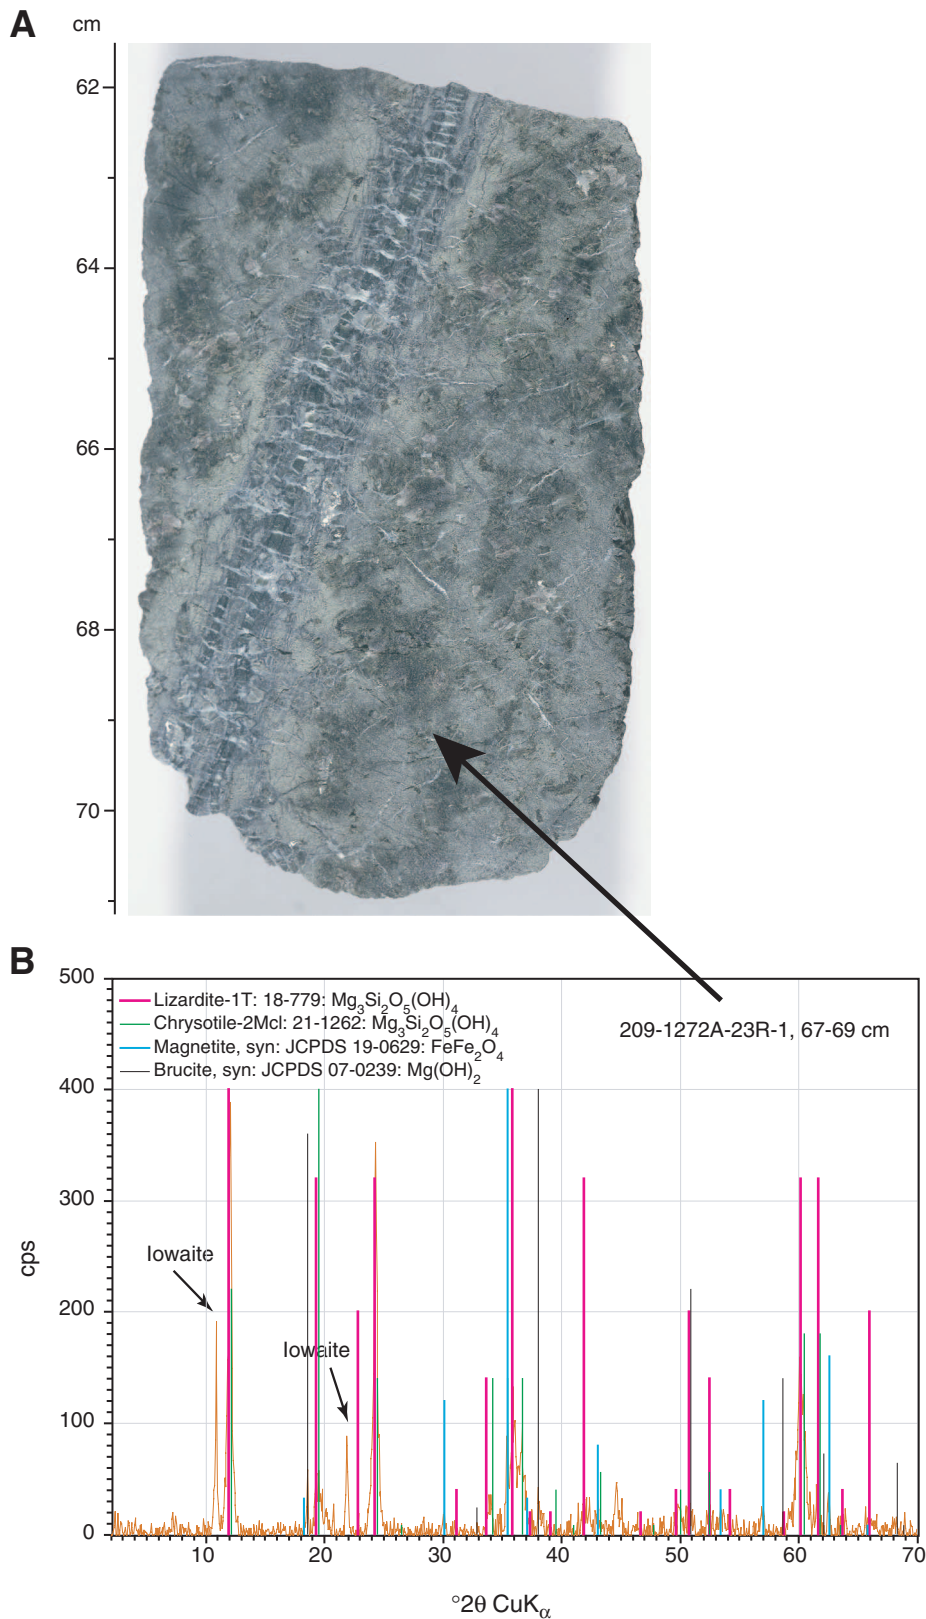 A
cm
62
64
66
68
70
B
500
400
300
200
100
0
cps
Lizardite-1T: 18-779: Mg3Si2O5(OH)4
Chrysotile-2Mcl: 21-1262: Mg3Si2O5(OH)4
Magnetite, syn: JCPDS 19-0629: FeFe2O4
Brucite, syn: JCPDS 07-0239: Mg(OH)2
209-1272A-23R-1, 67-69 cm
Iowaite
Iowaite
10 20 30 40 50 60 70
°2θ CuKα